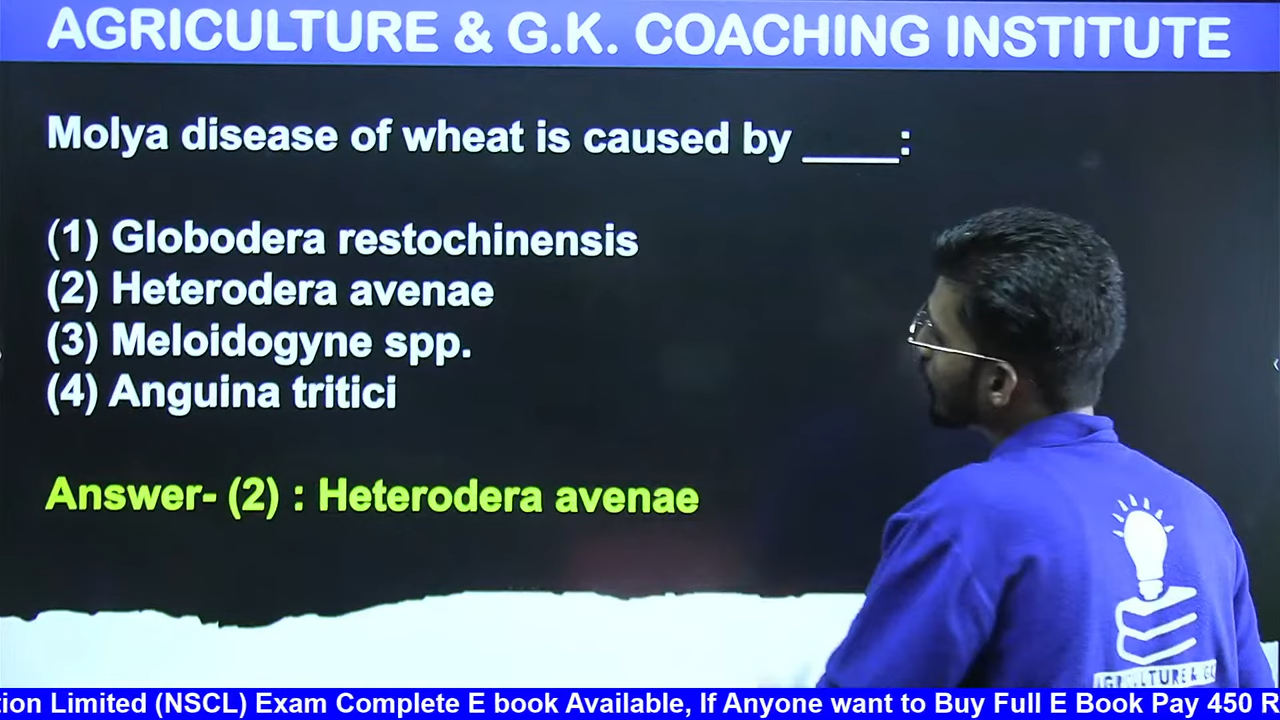 AGRICULTURE & G.K. COACHING INSTITUTE
Molya disease of wheat is caused by ____:
(1) Globodera restochinensis
(2) Heterodera avenae
(3) Meloidogyne spp.
(4) Anguina tritici
Answer- (2) : Heterodera avenae
AGRICULTURE & G.K
tion Limited (NSCL) Exam Complete E book Available, If Anyone want to Buy Full E Book Pay 450 R